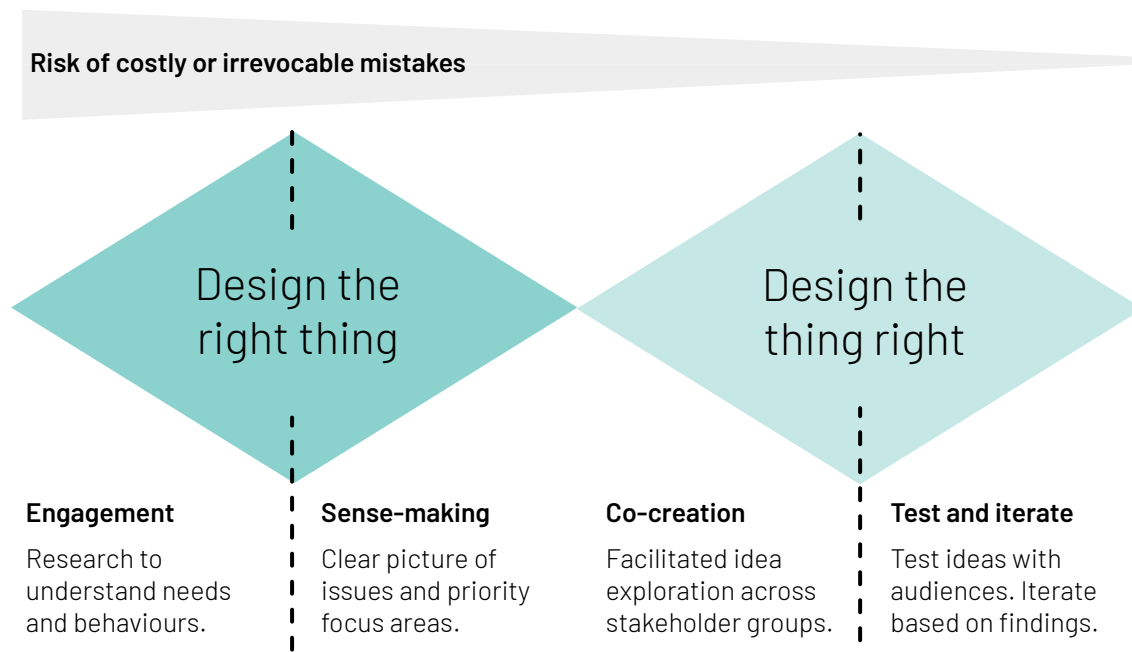 Risk of costly or irrevocable mistakes
Design the
right thing
Design the
thing right
Engagement
Research to
understand needs
and behaviours.
Sense-making
Clear picture of
issues and priority
focus areas.
Co-creation
Facilitated idea
exploration across
stakeholder groups.
Test and iterate
Test ideas with
audiences. Iterate
based on findings.